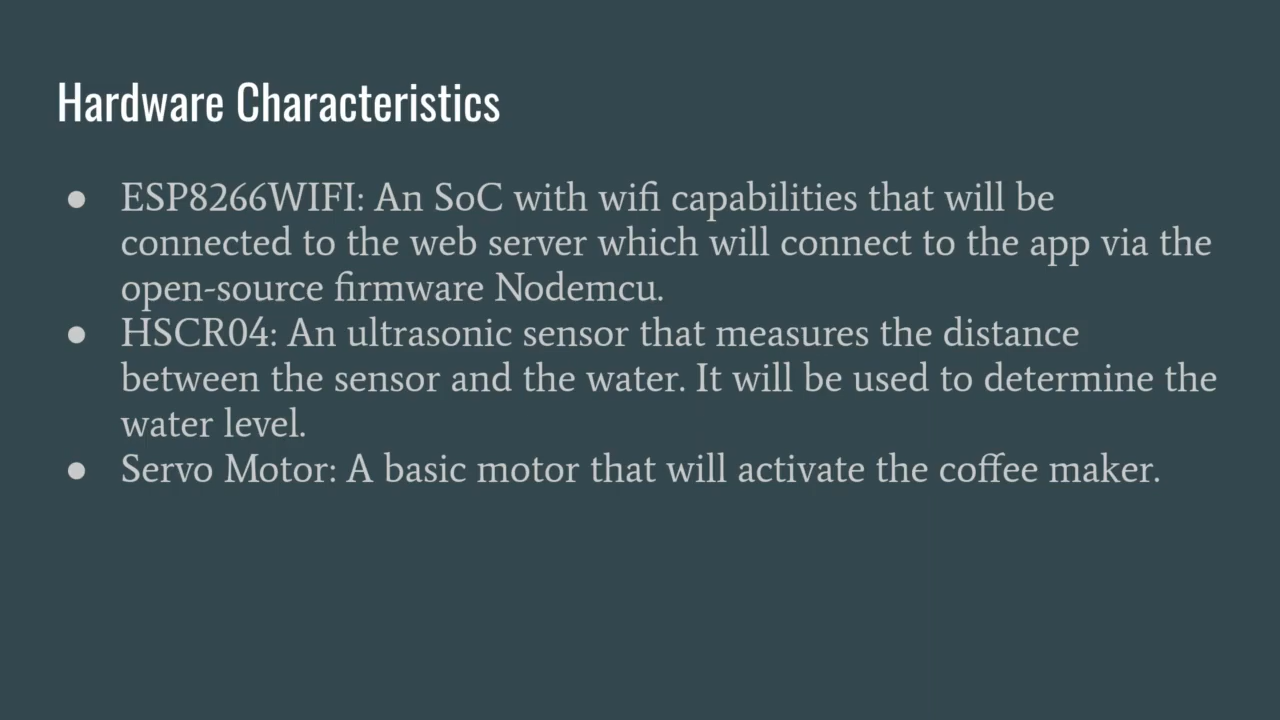 Hardware Characteristics
● ESP8266WIFI: An SoC with wifi capabilities that will be
connected to the web server which will connect to the app via the
open-source firmware Nodemcu.
● HSCR04: An ultrasonic sensor that measures the distance
between the sensor and the water. It will be used to determine the
water level.
● Servo Motor: A basic motor that will activate the coffee maker.